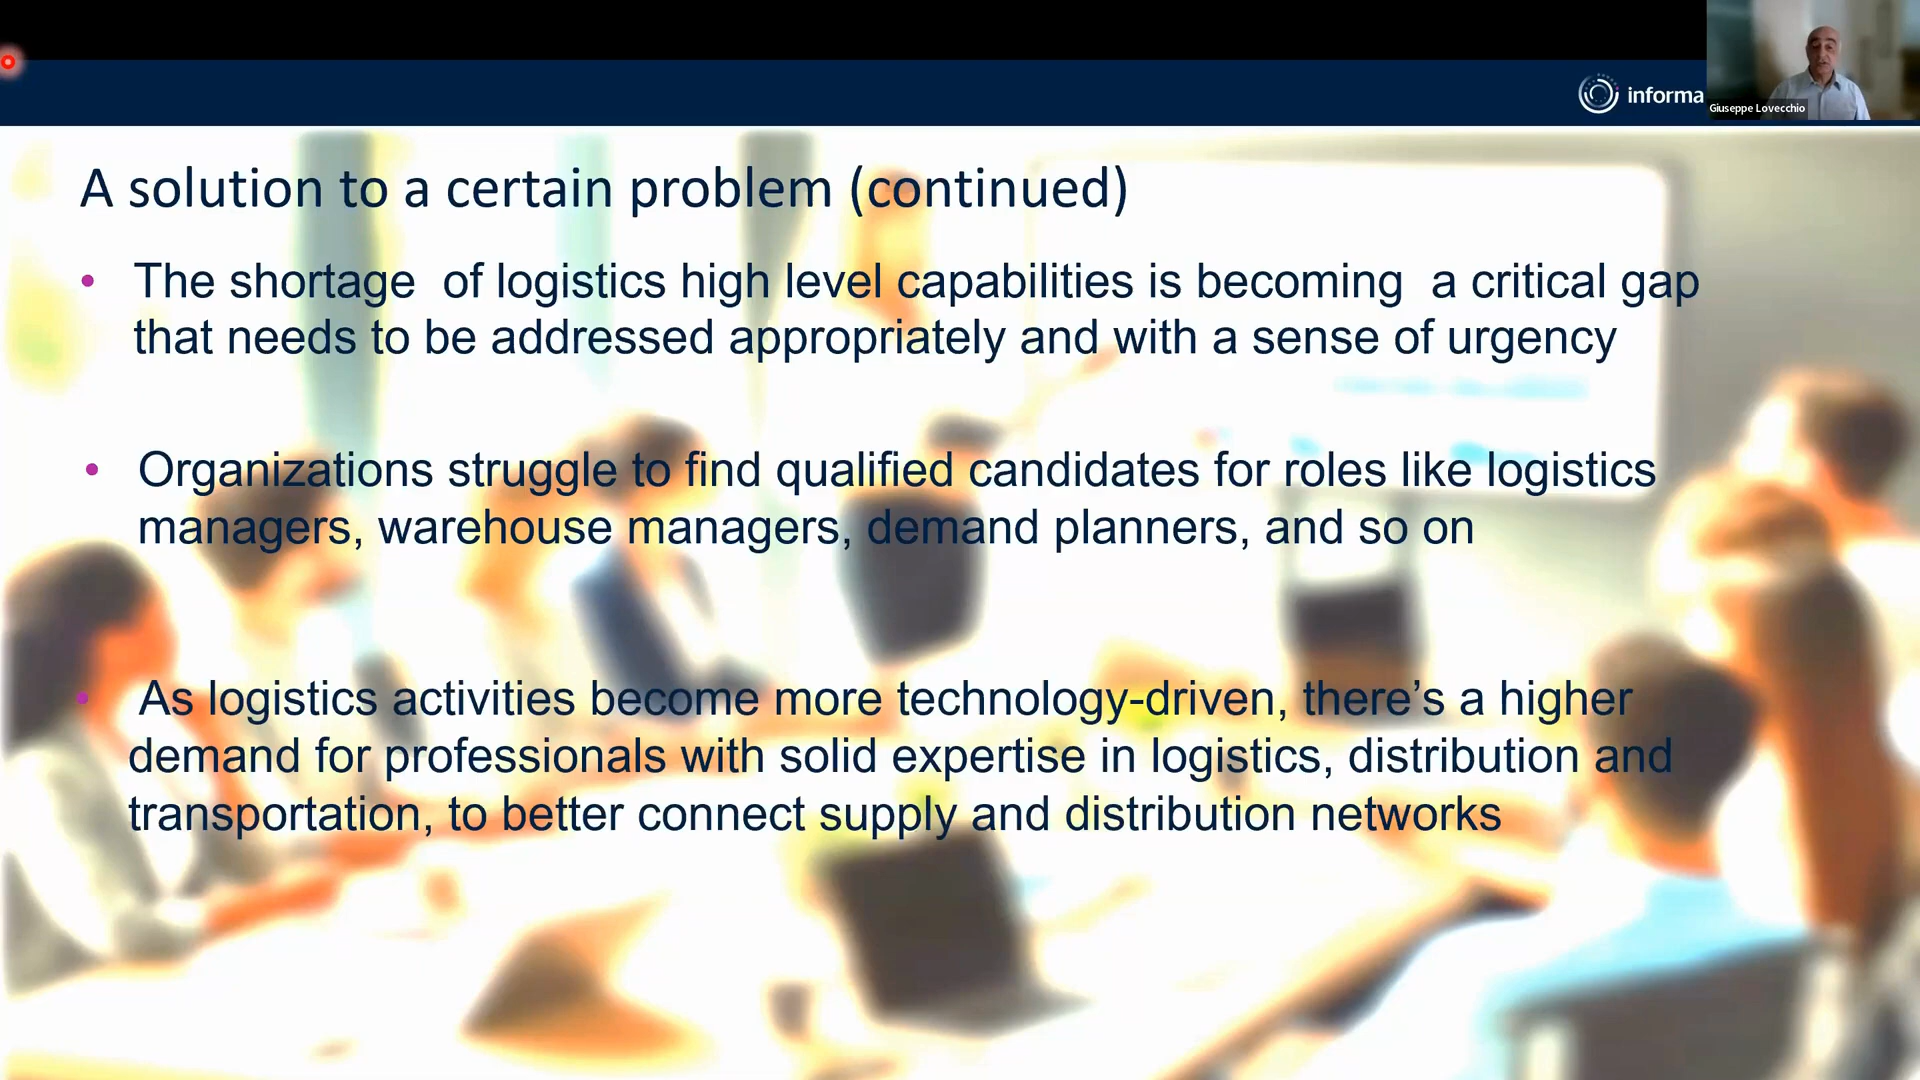 informa
Giuseppe Lovecchio
A solution to a certain problem (continued)
• The shortage  of logistics high level capabilities is becoming  a critical gap
that needs to be addressed appropriately and with a sense of urgency
• Organizations struggle to find qualified candidates for roles like logistics
managers, warehouse managers, demand planners, and so on
• As logistics activities become more technology-driven, there’s a higher
demand for professionals with solid expertise in logistics, distribution and
transportation, to better connect supply and distribution networks